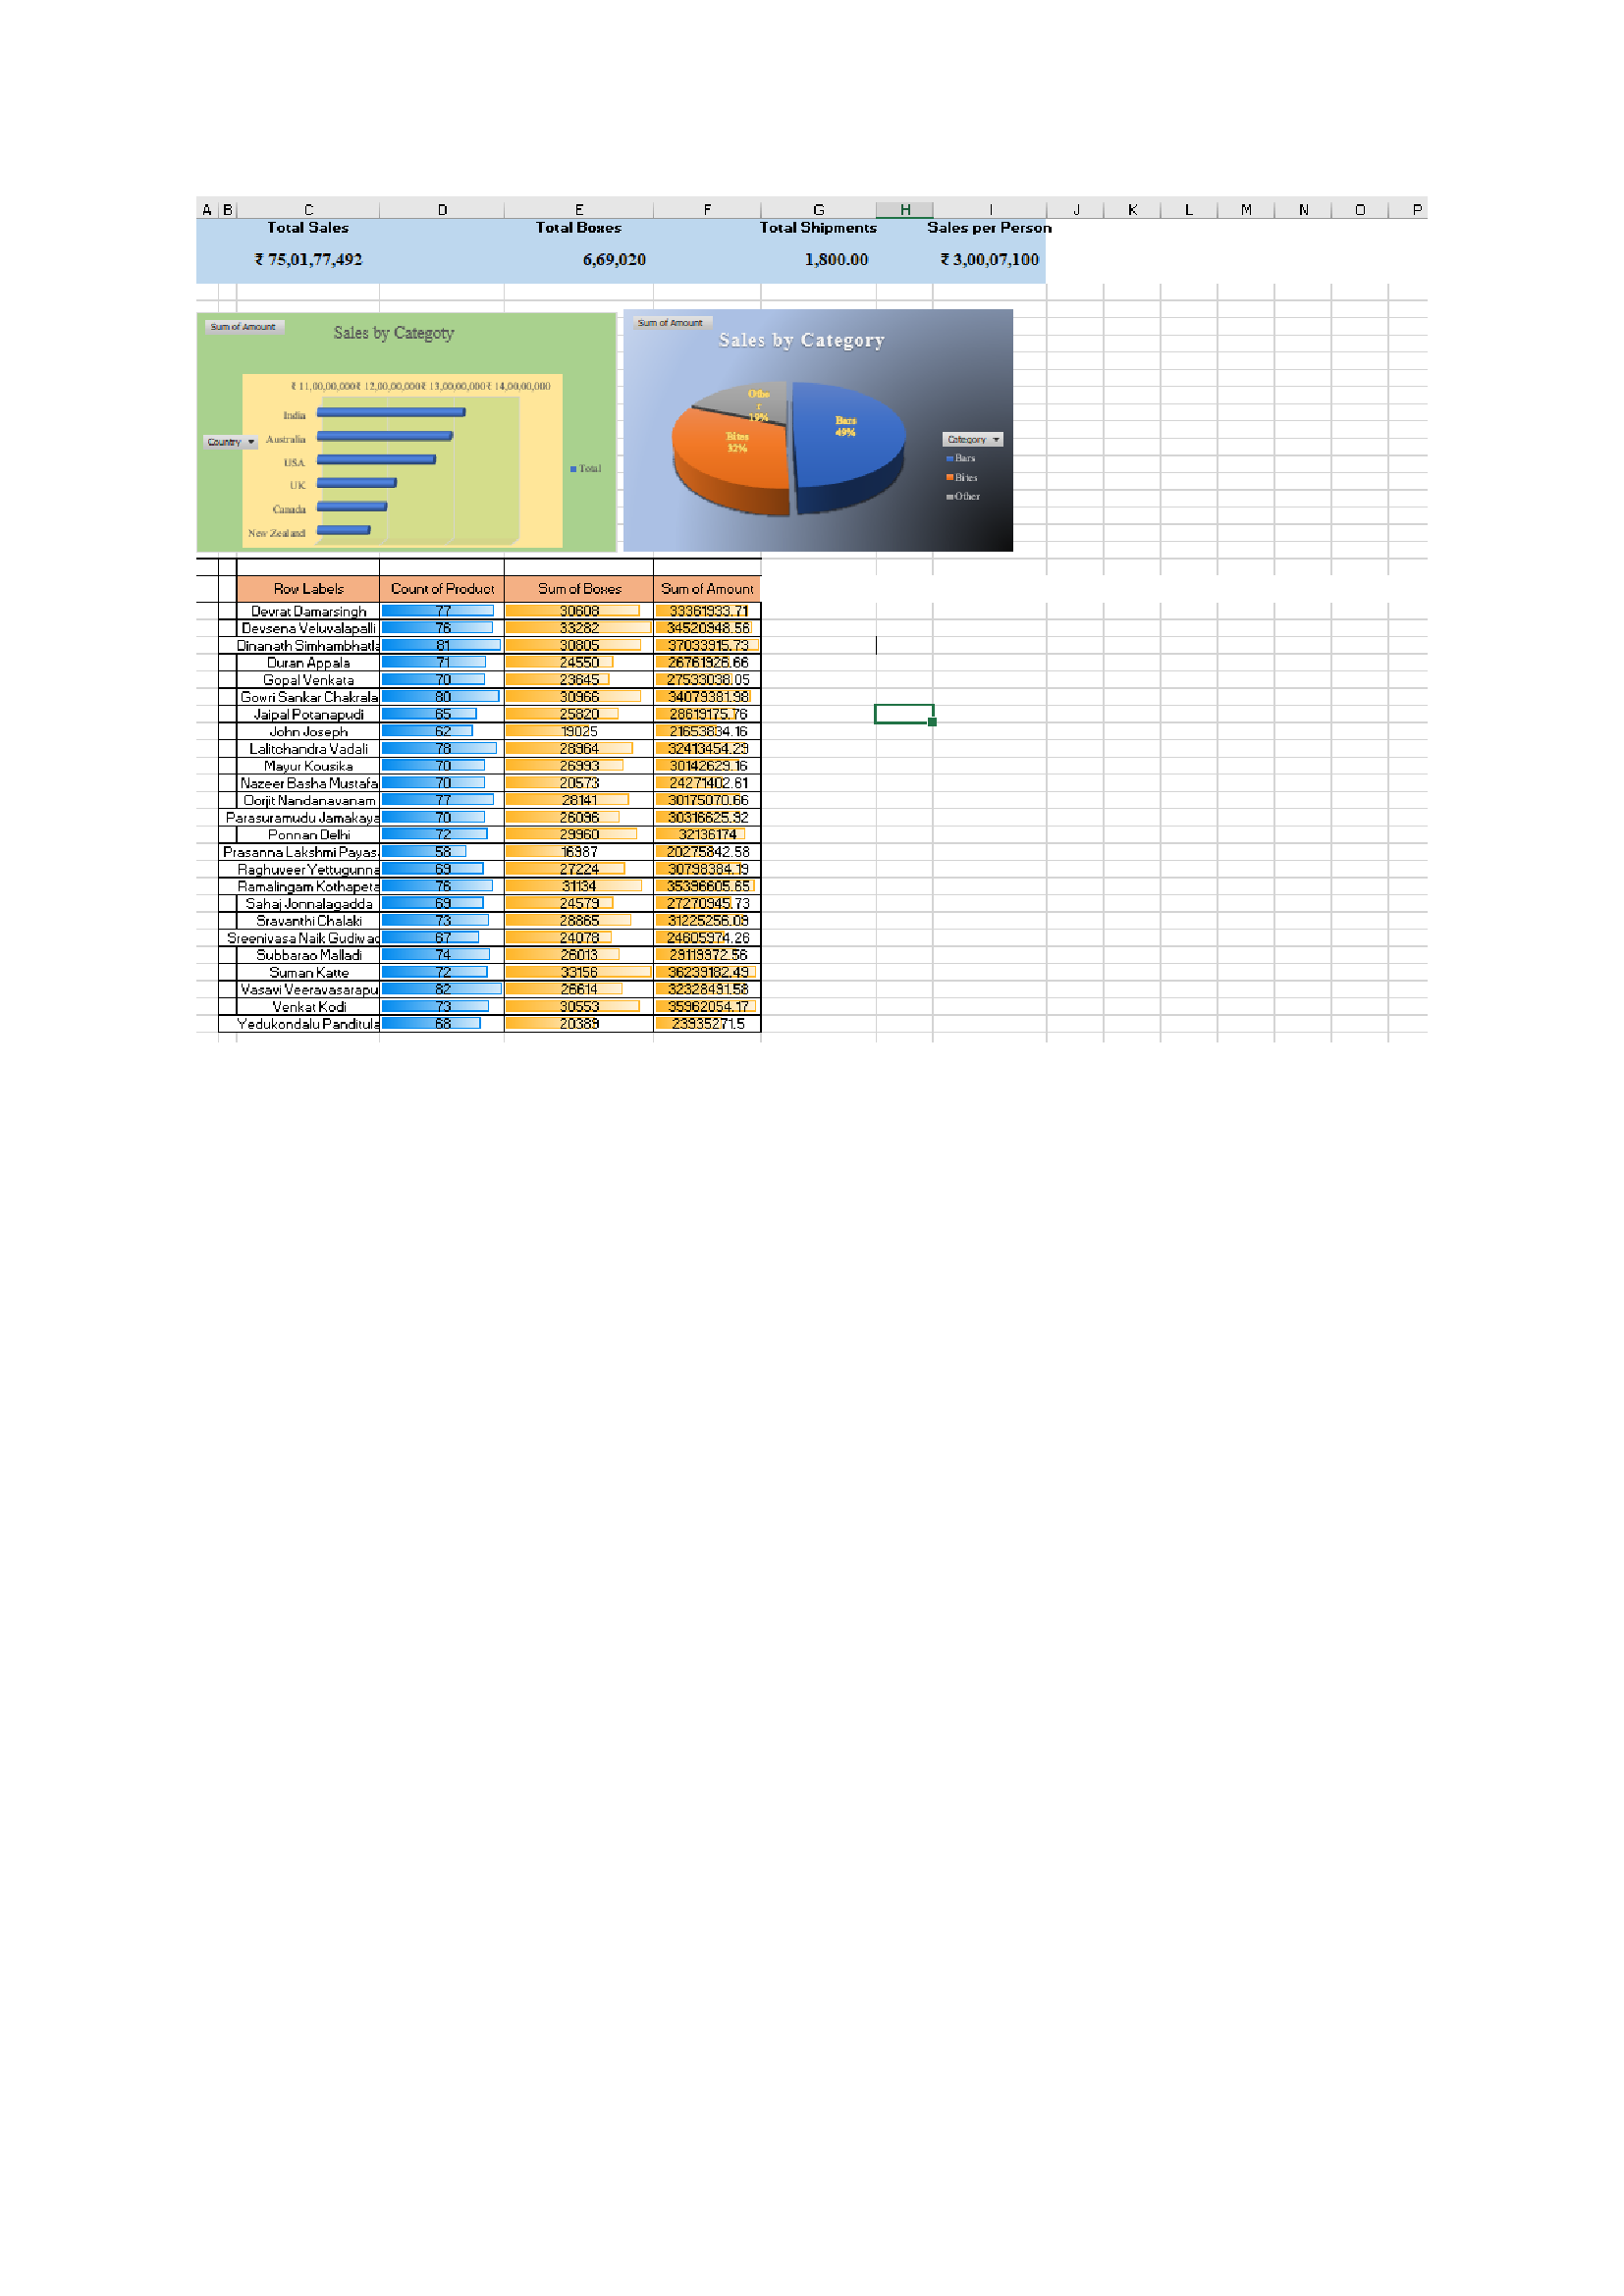 A B C D E F G H I J K L M N O P
Total Sales Total Boxes Total Shipments Sales per Person
₹ 75,01,77,492 6,69,020 1,800.00 ₹ 3,00,07,100
Sum of Amount
Sales by Categoty
₹ 11,00,00,000 ₹ 12,00,00,000 ₹ 13,00,00,000 ₹ 14,00,00,000
India
Country
Australia
USA
Total
UK
Canada
New Zealand
Sum of Amount
Sales by Category
Other
19%
Bars
49%
Bites
32%
Category
Bars
Bites
Other
Row Labels Count of Product Sum of Boxes Sum of Amount
Devrat Damarsingh 77 30608 33361933.71
Devsena Veluvalapalli 76 33282 34520948.56
Dinanath Simhambhatla 81 30805 37033915.73
Duran Appala 71 24550 26761926.66
Gopal Venkata 70 23645 27533038.05
Gowri Sankar Chakrala 80 30966 34079381.98
Jaipal Potanapudi 65 25820 28619175.76
John Joseph 62 19025 21653834.16
Lalitchandra Vadali 78 28964 32413454.29
Mayur Kousika 70 26993 30142629.16
Nazeer Basha Mustafa 70 20573 24271402.61
Oorjit Nandanavanam 77 28141 30175070.66
Parasuramudu Jamakaya 70 26096 30316625.92
Ponnan Delhi 72 29960 32136174
Prasanna Lakshmi Payas 58 16987 20275842.58
Raghuveer Yettugunna 69 27224 30798384.19
Ramalingam Kothapeta 76 31134 35396605.65
Sahaj Jonnalagadda 69 24579 27270945.73
Sravanthi Chalaki 73 28865 31225256.09
Sreenivasa Naik Gudiwad 67 24078 24605974.26
Subbarao Malladi 74 26013 29119972.56
Suman Katte 72 33156 36239182.49
Vasavi Veeravasarapu 82 26614 32328491.58
Venkat Kodi 73 30553 35962054.17
Yedukondalu Panditula 68 20389 23935271.5